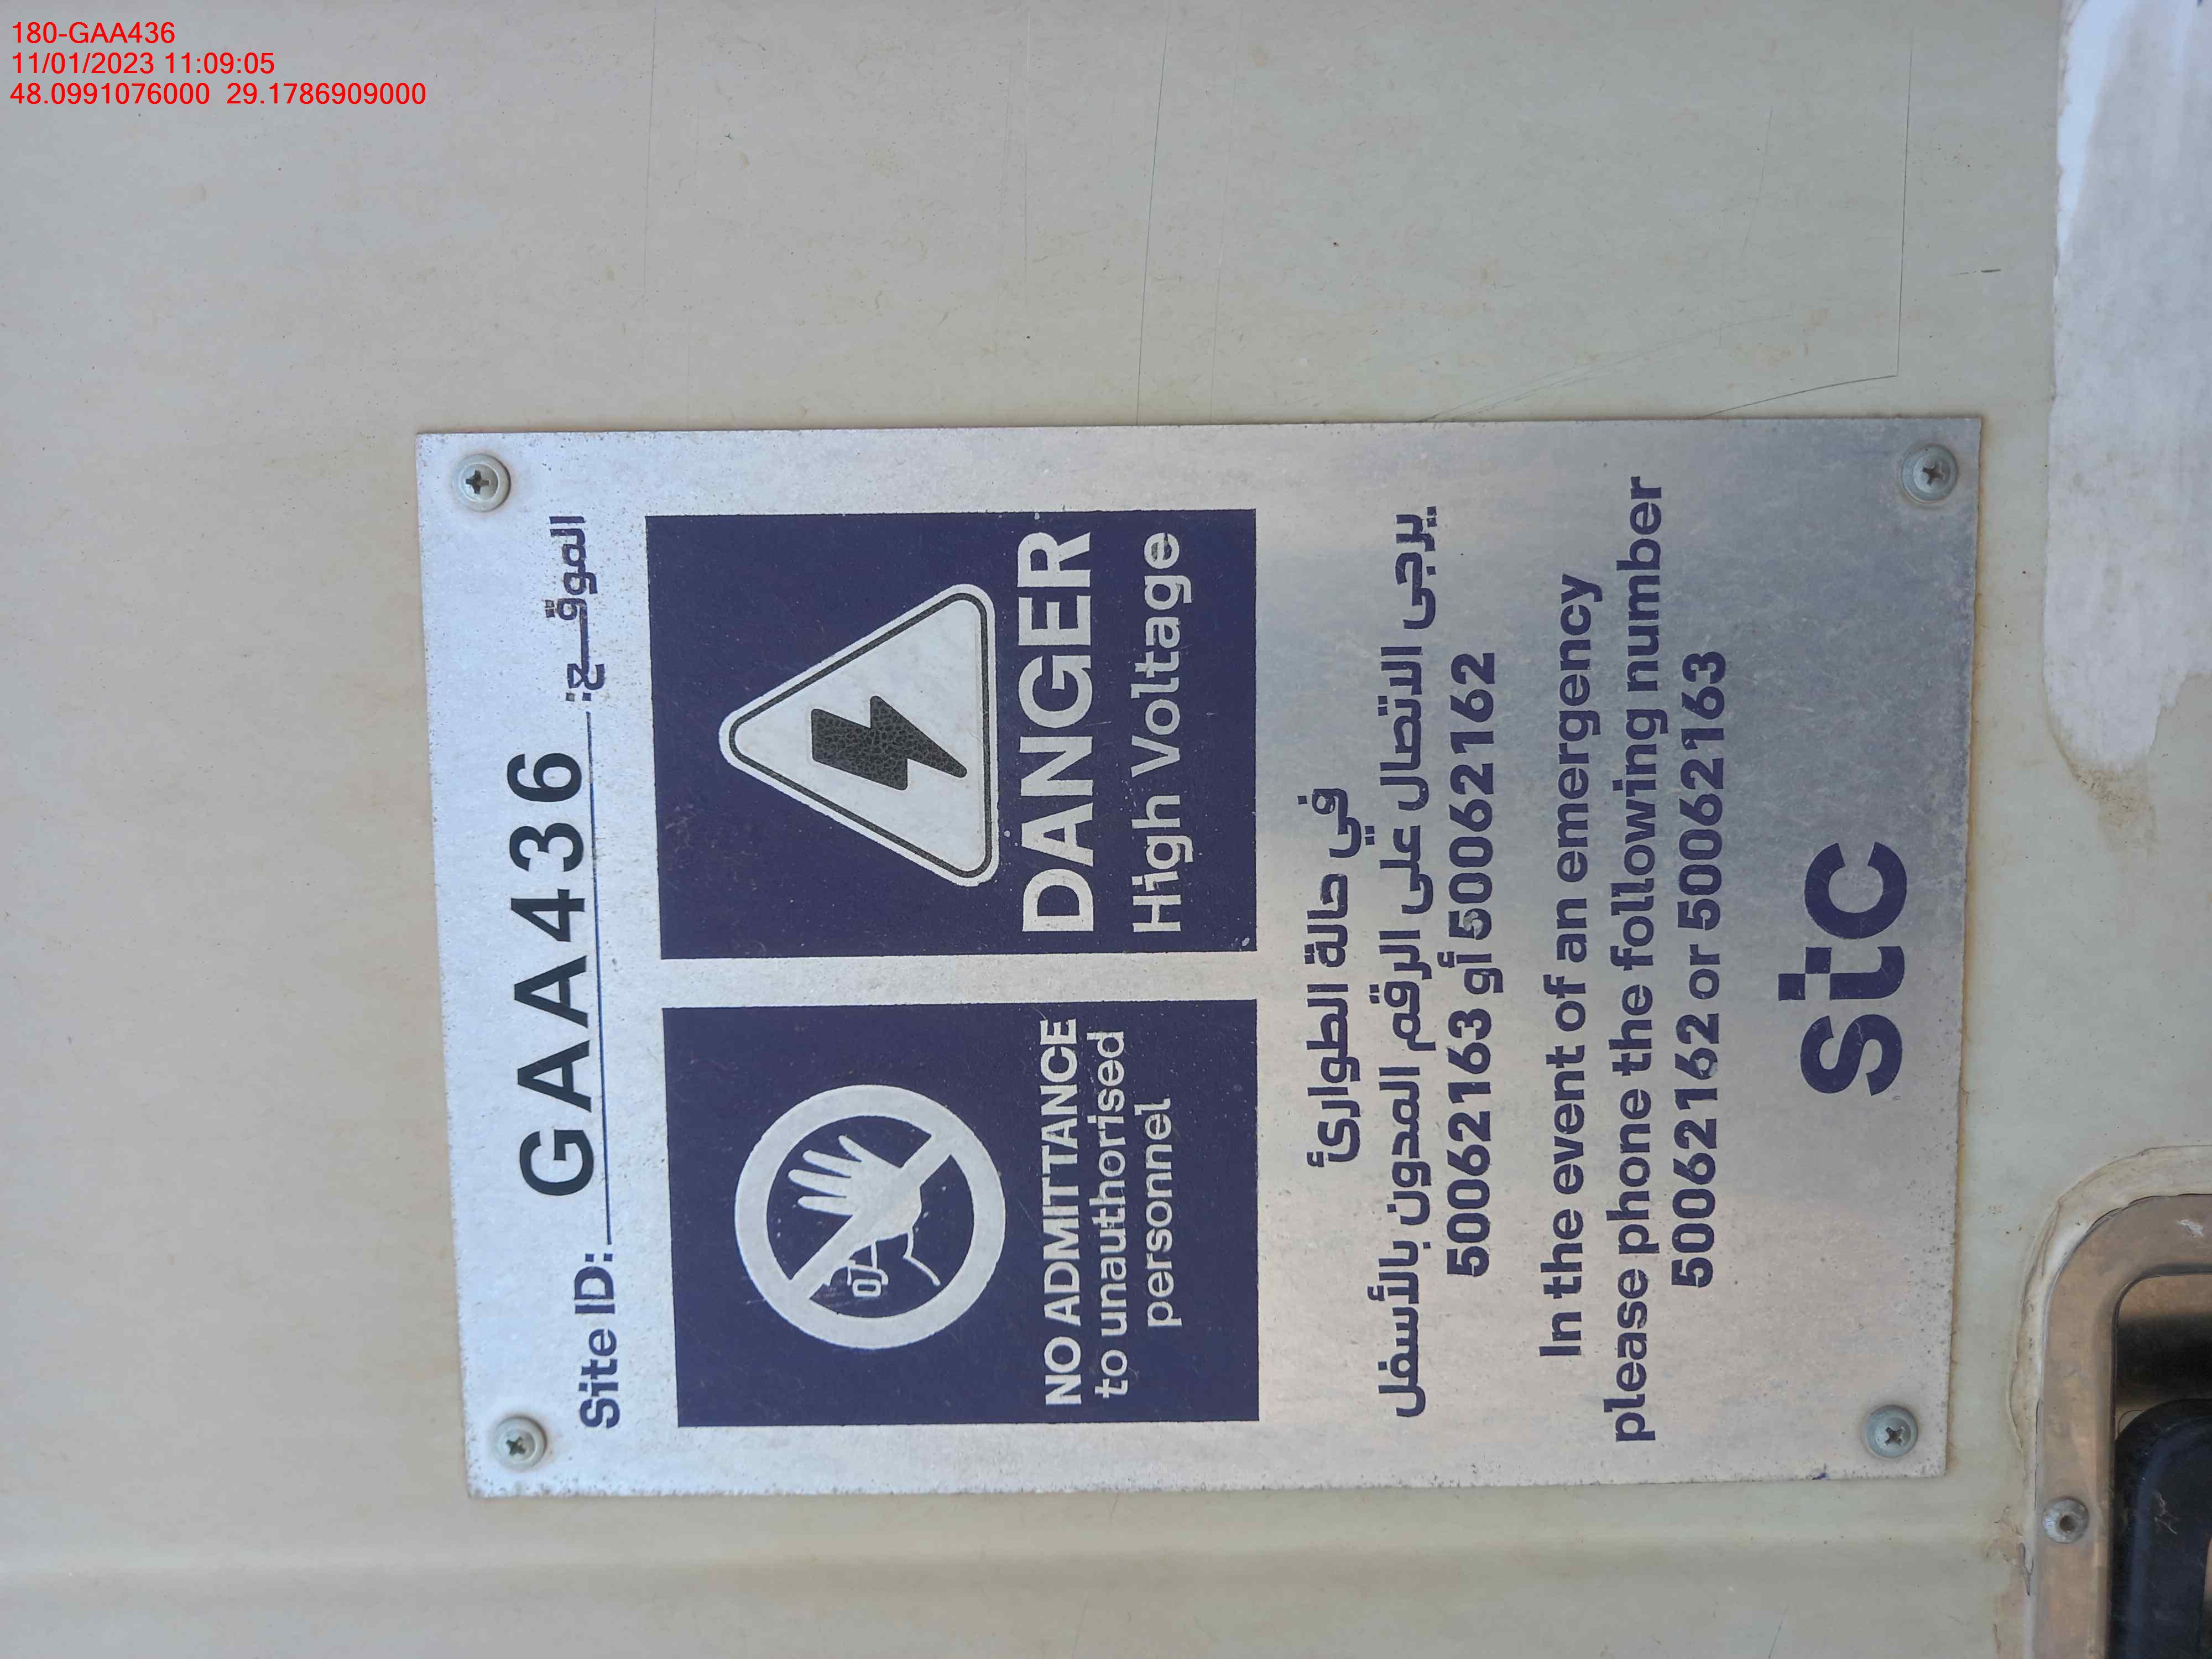 180-GAA436
11/01/2023 11:09:05
48.0991076000 29.1786909000
Site ID: GAA436 الموقـــع:
NO ADMITTANCE
to unauthorised
personnel
DANGER
High Voltage
في حالة الطوارئ
يرجى الاتصال على الرقم المدون بالأسفل
50062163 أو 50062162
In the event of an emergency
please phone the following number
50062162 or 50062163
stc